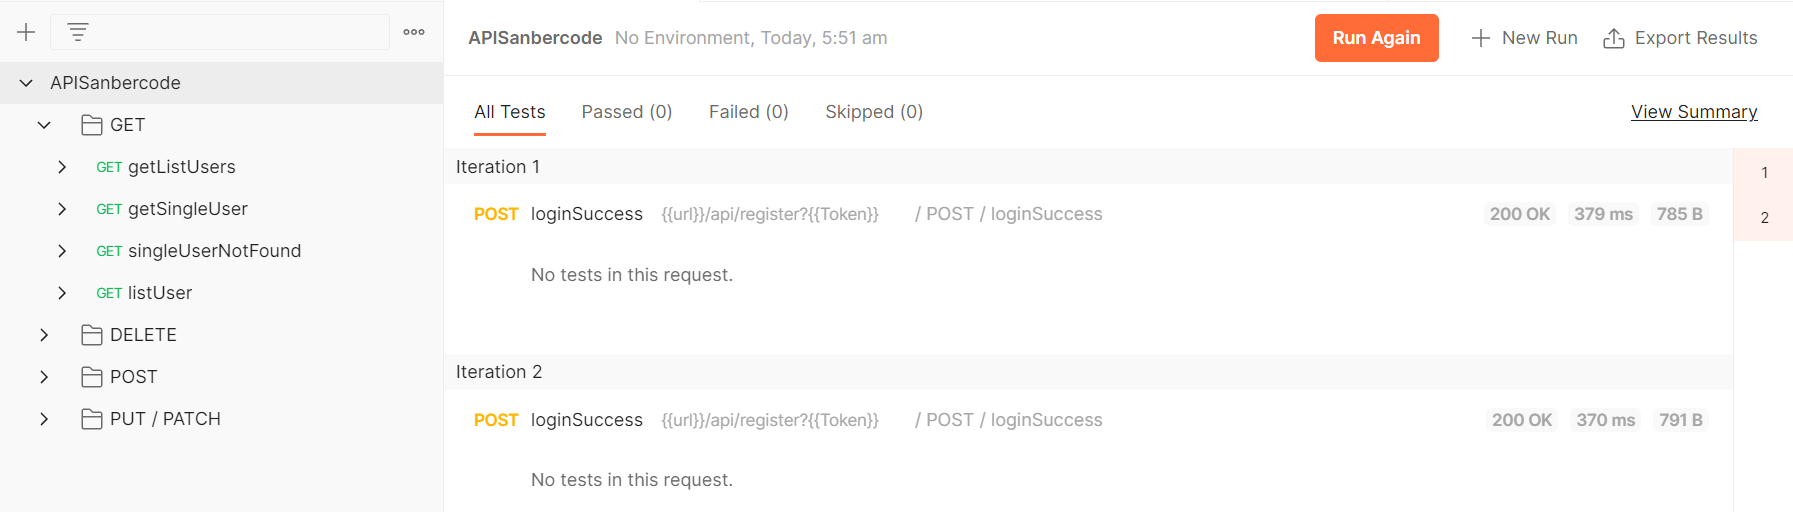 APISanbercode
GET
GET getListUsers
GET getSingleUser
GET singleUserNotFound
GET listUser
DELETE
POST
PUT / PATCH
APISanbercode No Environment, Today, 5:51 am
Run Again
New Run
Export Results
All Tests Passed (0) Failed (0) Skipped (0)
View Summary
Iteration 1
POST loginSuccess {{url}}/api/register?{{Token}} / POST / loginSuccess 200 OK 379 ms 785 B
No tests in this request.
Iteration 2
POST loginSuccess {{url}}/api/register?{{Token}} / POST / loginSuccess 200 OK 370 ms 791 B
No tests in this request.
1
2